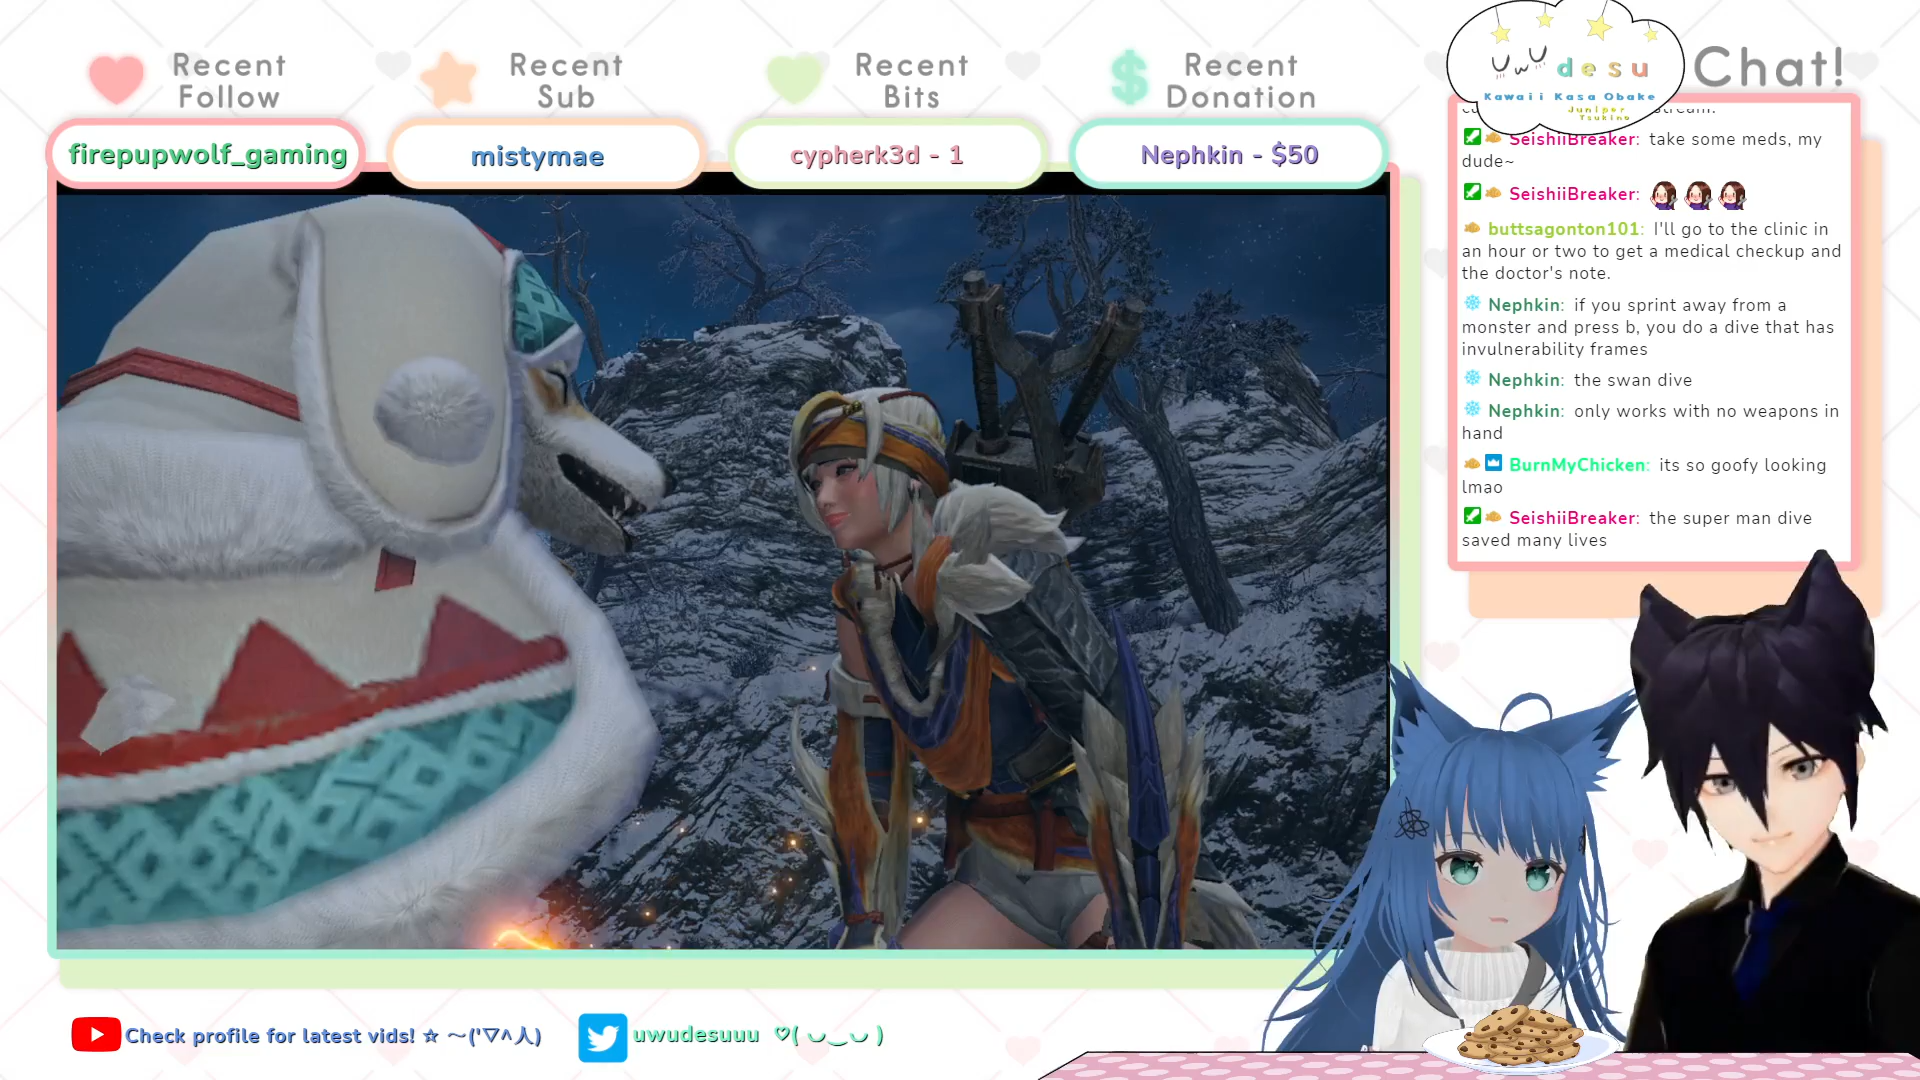 Recent
Follow
Recent
Sub
Recent
Bits
Recent
Donation
firepupwolf_gaming
mistymae
cypherk3d - 1
Nephkin - $50
UwU desu
Kawaii Kasa Obake
Juniper
Tsukino
Chat!
stream.
SeishiiBreaker: take some meds, my
dude~
SeishiiBreaker:
buttsagonton101: I'll go to the clinic in
an hour or two to get a medical checkup and
the doctor's note.
Nephkin: if you sprint away from a
monster and press b, you do a dive that has
invulnerability frames
Nephkin: the swan dive
Nephkin: only works with no weapons in
hand
BurnMyChicken: its so goofy looking
lmao
SeishiiBreaker: the super man dive
saved many lives
Check profile for latest vids! ☆ ～('▽^人)
uwudesuuu ♡( ◡‿◡ )